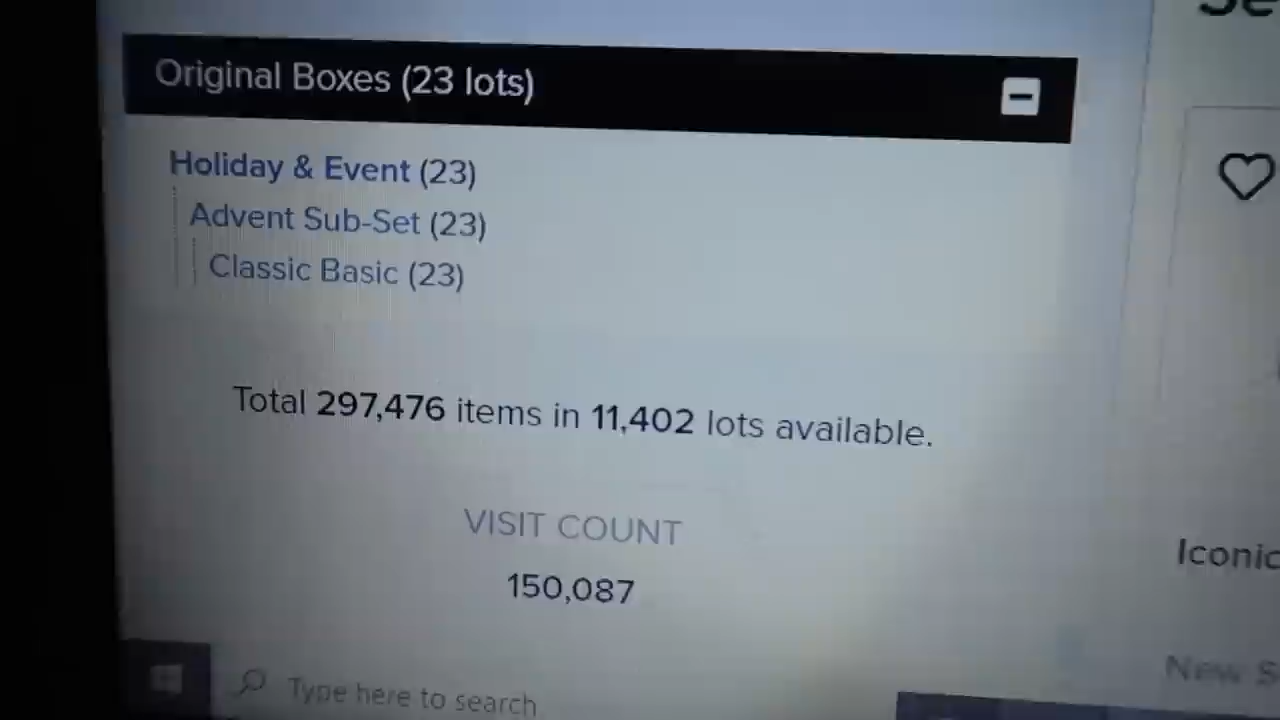 Original Boxes (23 lots)
Holiday & Event (23)
Advent Sub-Set (23)
Classic Basic (23)
Total 297,476 items in 11,402 lots available.
VISIT COUNT
150,087
Iconic
New S
Type here to search